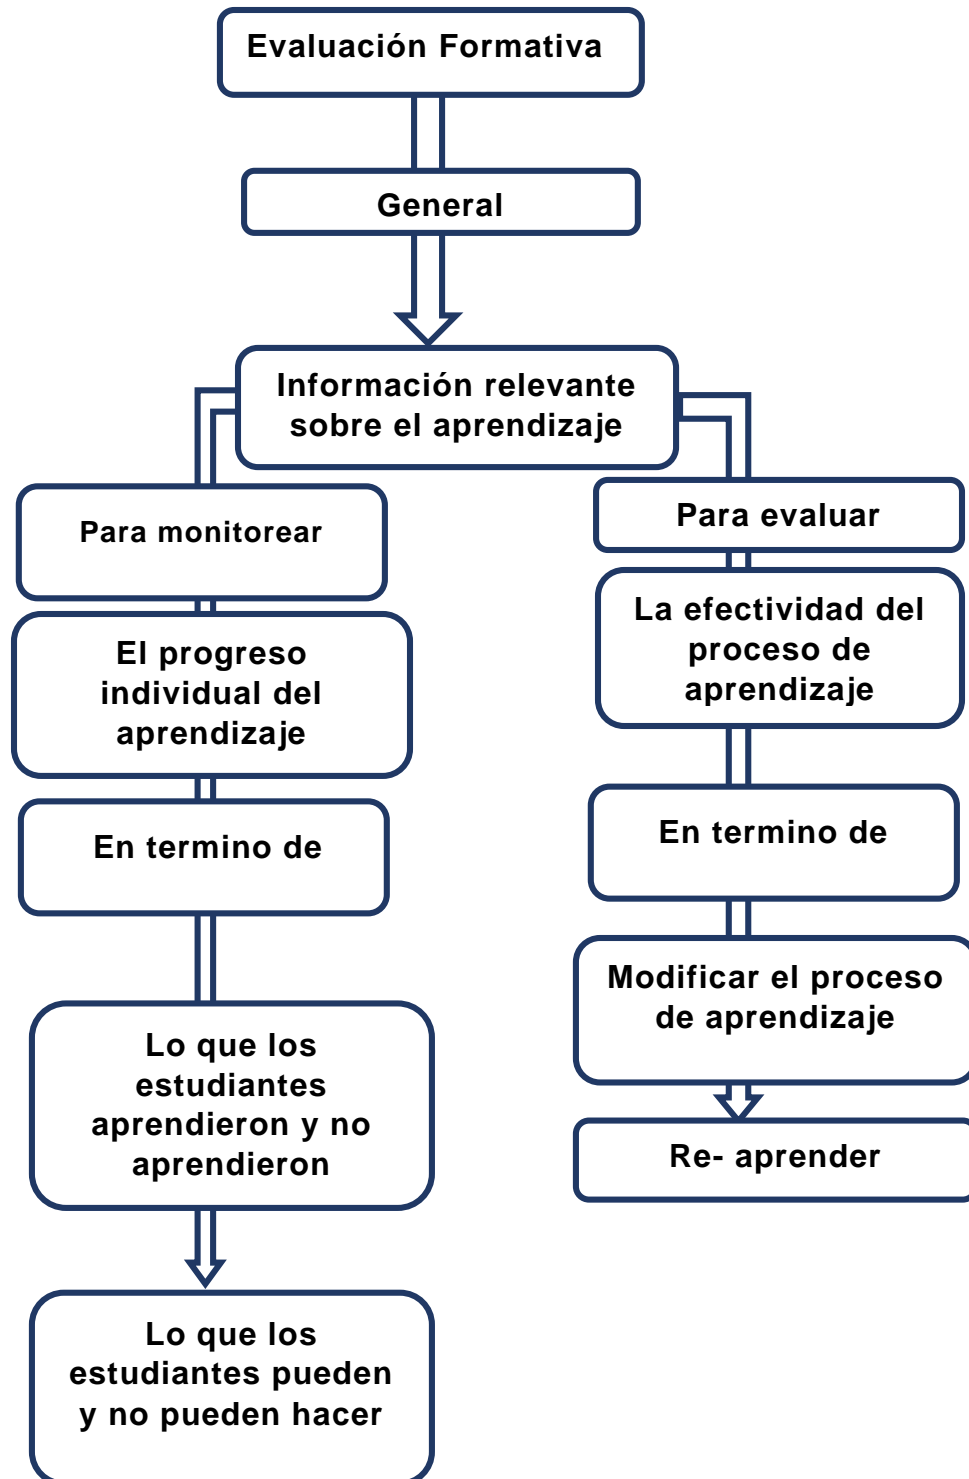 Evaluación Formativa
General
Información relevante
sobre el aprendizaje
Para monitorear
El progreso
individual del
aprendizaje
En termino de
Lo que los
estudiantes
aprendieron y no
aprendieron
Lo que los
estudiantes pueden
y no pueden hacer
Para evaluar
La efectividad del
proceso de
aprendizaje
En termino de
Modificar el proceso
de aprendizaje
Re- aprender